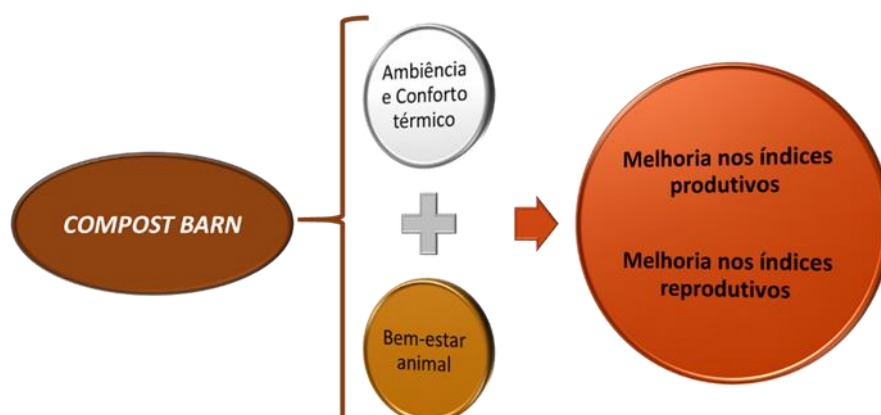 COMPOST BARN
Ambiência
e Conforto
térmico
Bem-estar
animal
Melhoria nos índices
produtivos
Melhoria nos índices
reprodutivos